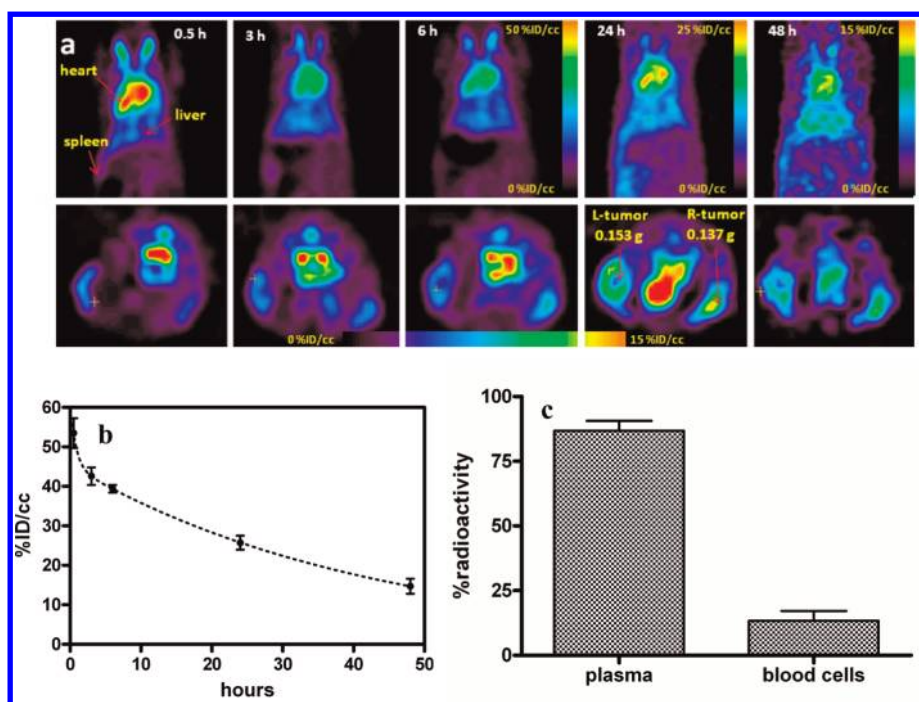 a
0.5 h
3 h
6 h
50 %ID/cc
24 h
25 %ID/cc
48 h
15 %ID/cc
heart
liver
spleen
0 %ID/cc
0 %ID/cc
0 %ID/cc
L-tumor
0.153 g
R-tumor
0.137 g
0 %ID/cc
15 %ID/cc
b
%ID/cc
60
50
40
30
20
10
0
0 10 20 30 40 50
hours
c
%radioactivity
100
75
50
25
0
plasma blood cells